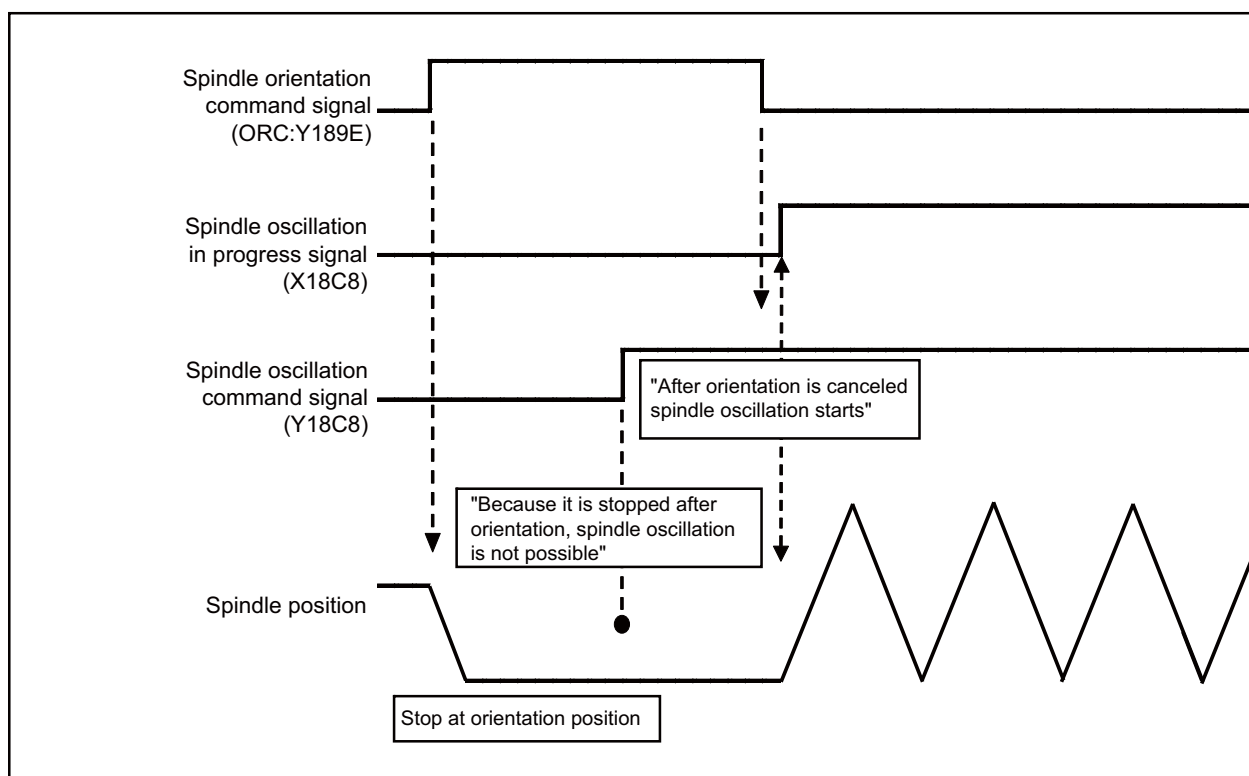 Spindle orientation
command signal
(ORC:Y189E)
Spindle oscillation
in progress signal
(X18C8)
Spindle oscillation
command signal
(Y18C8)
"After orientation is canceled
spindle oscillation starts"
"Because it is stopped after
orientation, spindle oscillation
is not possible"
Spindle position
Stop at orientation position